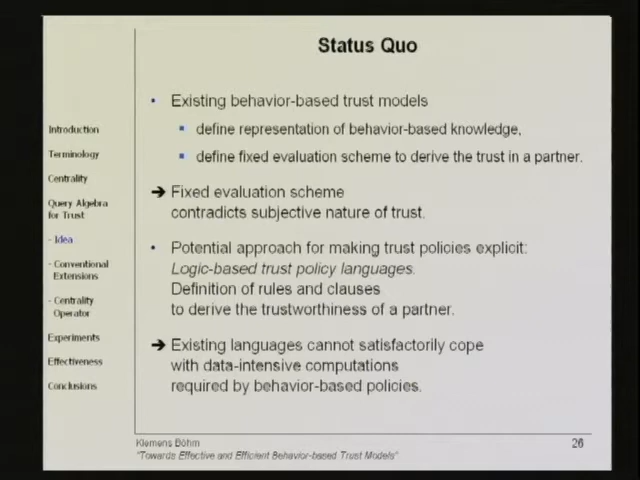 Status Quo
• Existing behavior-based trust models
▪ define representation of behavior-based knowledge,
▪ define fixed evaluation scheme to derive the trust in a partner.
➔ Fixed evaluation scheme
contradicts subjective nature of trust.
• Potential approach for making trust policies explicit:
Logic-based trust policy languages.
Definition of rules and clauses
to derive the trustworthiness of a partner.
➔ Existing languages cannot satisfactorily cope
with data-intensive computations
required by behavior-based policies.
Introduction
Terminology
Centrality
Query Algebra
for Trust
- Idea
- Conventional
Extensions
- Centrality
Operator
Experiments
Effectiveness
Conclusions
Klemens Böhm
"Towards Effective and Efficient Behavior-based Trust Models"
26